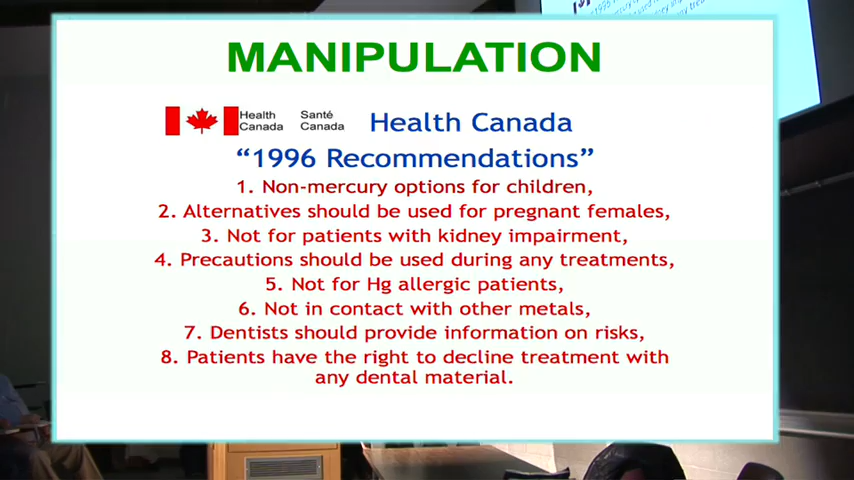 MANIPULATION
Health Canada Santé Canada
Health Canada
“1996 Recommendations”
1. Non-mercury options for children,
2. Alternatives should be used for pregnant females,
3. Not for patients with kidney impairment,
4. Precautions should be used during any treatments,
5. Not for Hg allergic patients,
6. Not in contact with other metals,
7. Dentists should provide information on risks,
8. Patients have the right to decline treatment with
any dental material.